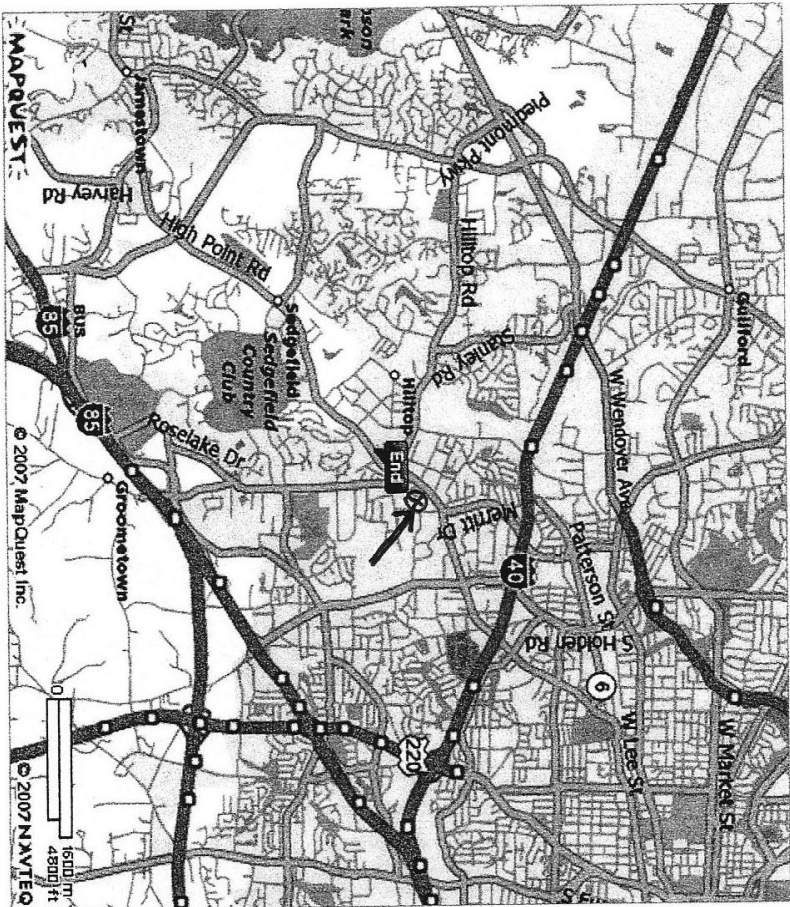 Guilford
W Market St
W Wendover Ave
S Holden Rd
W Lee St
6
Patterson St
Piedmont Pkwy
40
Merritt Dr
Stanley Rd
Hilltop Rd
220
Hilltop
End
Sedgefield
Sedgefield
Country
Club
High Point Rd
Roselake Dr
Jamestown
St
Groometown
85
Harvey Rd
BUS
85
0
1600 m
4800 ft
MAPQUEST
© 2007 MapQuest Inc.
© 2007 NAVTEQ